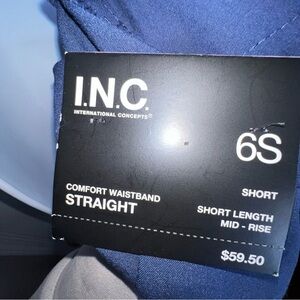 I.N.C.
INTERNATIONAL CONCEPTS®
6S
COMFORT WAISTBAND
STRAIGHT
SHORT
SHORT LENGTH
MID - RISE
$59.50